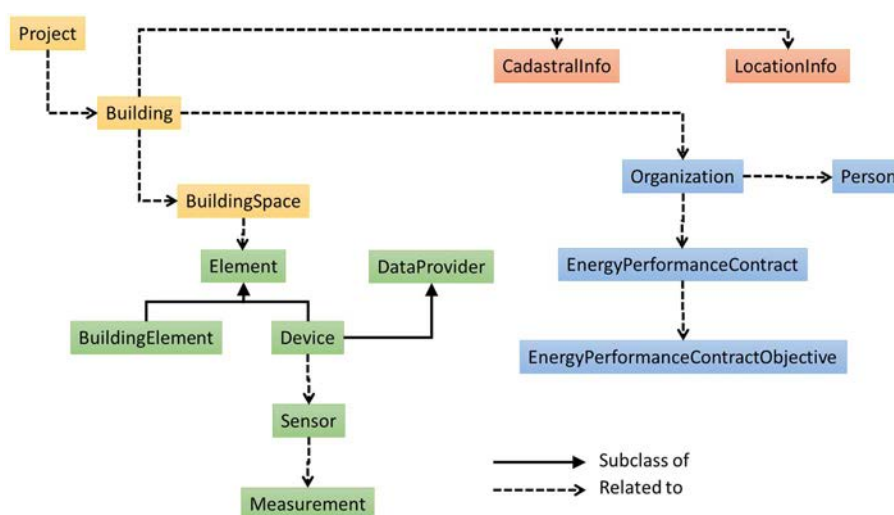 Project
CadastralInfo
LocationInfo
Building
Organization
Person
BuildingSpace
Element
DataProvider
EnergyPerformanceContract
BuildingElement
Device
EnergyPerformanceContractObjective
Sensor
Subclass of
Related to
Measurement